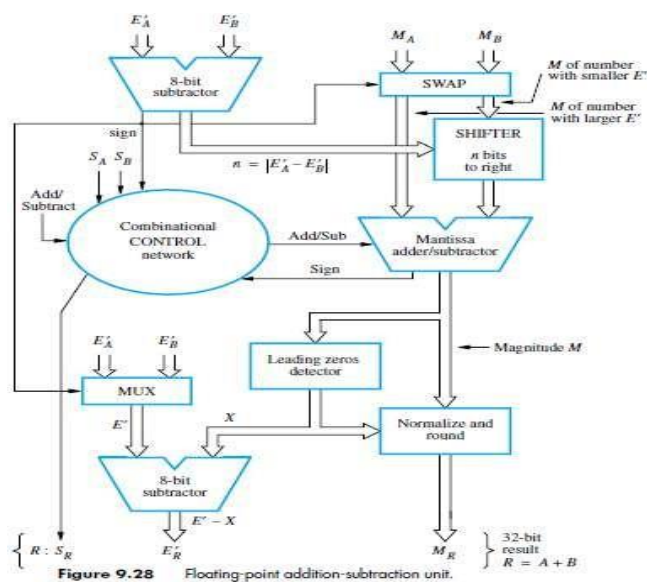 E'A E'B
MA MB
8-bit
subtractor
SWAP
M of number
with smaller E'
M of number
with larger E'
sign
SHIFTER
n bits
to right
n = |E'A − E'B|
SA SB
Add/
Subtract
Combinational
CONTROL
network
Add/Sub
Mantissa
adder/subtractor
Sign
E'A E'B
Leading zeros
detector
Magnitude M
MUX
E'
X
Normalize and
round
8-bit
subtractor
E' − X
R : SR
E'R
MR
32-bit
result
R = A + B
Figure 9.28 Floating-point addition-subtraction unit.